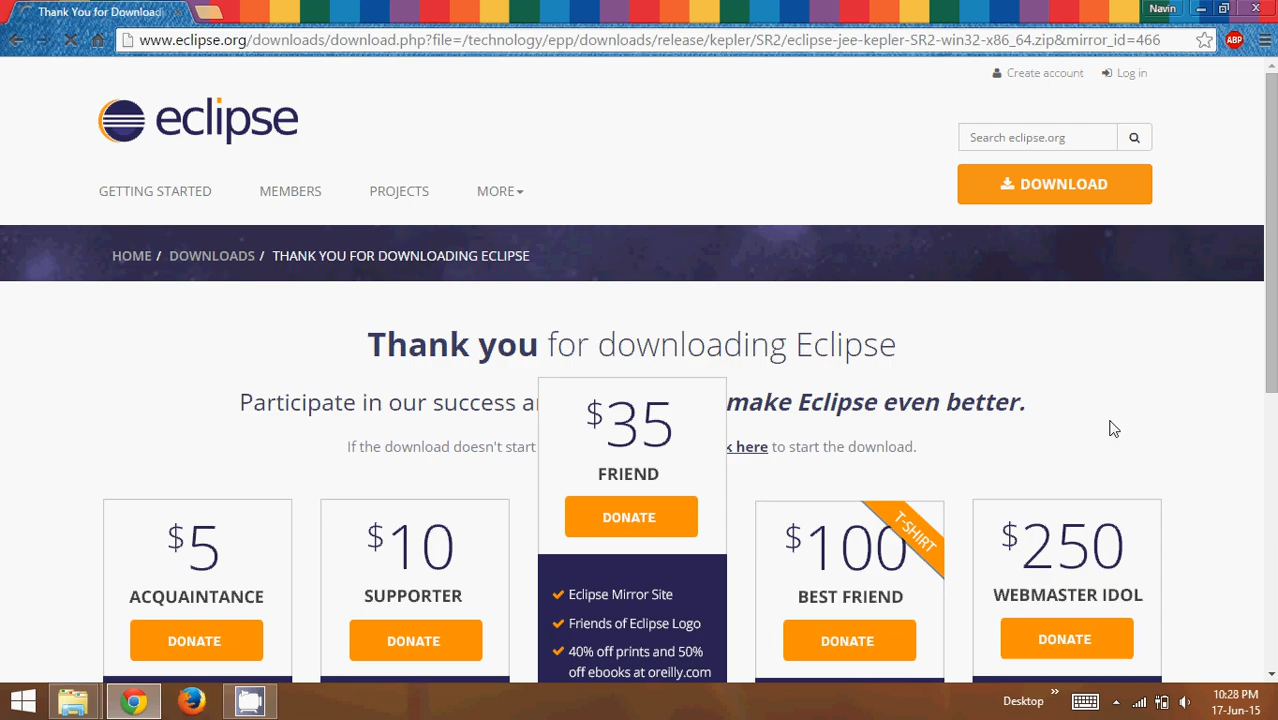 Thank You for Download
Navin
www.eclipse.org/downloads/download.php?file=/technology/epp/downloads/release/kepler/SR2/eclipse-jee-kepler-SR2-win32-x86_64.zip&mirror_id=466
ABP
Create account Log in
eclipse
Search eclipse.org
DOWNLOAD
GETTING STARTED MEMBERS PROJECTS MORE
HOME / DOWNLOADS / THANK YOU FOR DOWNLOADING ECLIPSE
Thank you for downloading Eclipse
Participate in our success a make Eclipse even better.
If the download doesn't start k here to start the download.
$35
FRIEND
DONATE
Eclipse Mirror Site
Friends of Eclipse Logo
40% off prints and 50%
off ebooks at oreilly.com
$5
ACQUAINTANCE
DONATE
$10
SUPPORTER
DONATE
$100
T-SHIRT
BEST FRIEND
DONATE
$250
WEBMASTER IDOL
DONATE
Desktop
10:28 PM
17-Jun-15